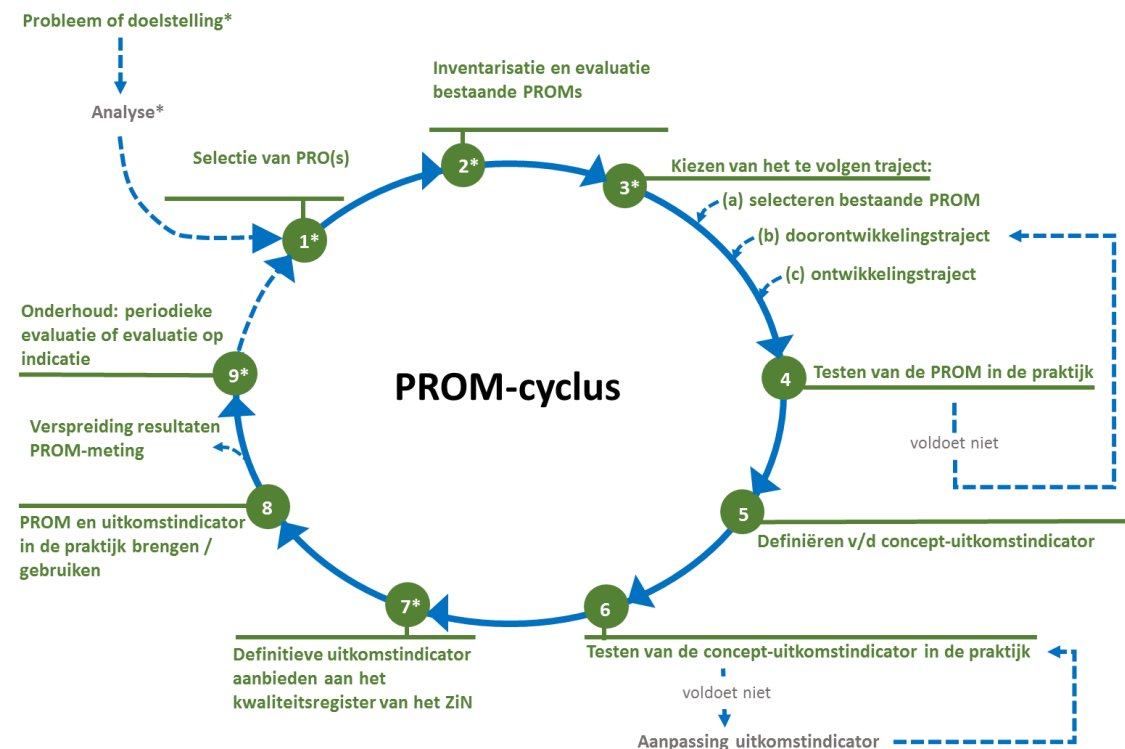 Probleem of doelstelling*
Analyse*
Selectie van PRO(s)
1*
Inventarisatie en evaluatie
bestaande PROMs
2*
3*
Kiezen van het te volgen traject:
(a) selecteren bestaande PROM
(b) doorontwikkelingstraject
(c) ontwikkelingstraject
4
Testen van de PROM in de praktijk
voldoet niet
5
Definiëren v/d concept-uitkomstindicator
6
Testen van de concept-uitkomstindicator in de praktijk
voldoet niet
Aanpassing uitkomstindicator
7*
Definitieve uitkomstindicator
aanbieden aan het
kwaliteitsregister van het ZiN
8
PROM en uitkomstindicator
in de praktijk brengen /
gebruiken
Verspreiding resultaten
PROM-meting
9*
Onderhoud: periodieke
evaluatie of evaluatie op
indicatie
PROM-cyclus